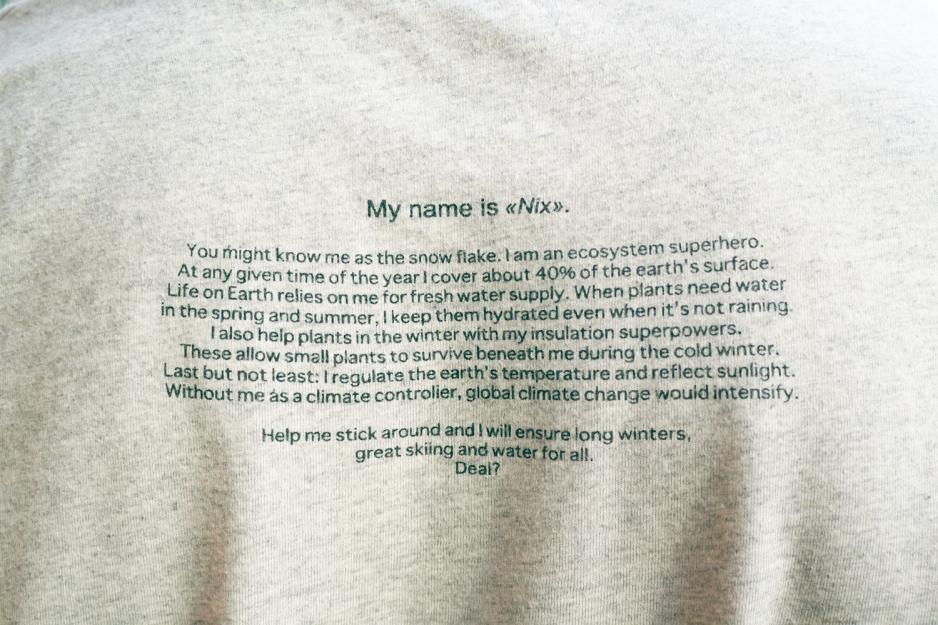 My name is «Nix».
You might know me as the snow flake. I am an ecosystem superhero.
At any given time of the year I cover about 40% of the earth's surface.
Life on Earth relies on me for fresh water supply. When plants need water
in the spring and summer, I keep them hydrated even when it's not raining.
I also help plants in the winter with my insulation superpowers.
These allow small plants to survive beneath me during the cold winter.
Last but not least: I regulate the earth's temperature and reflect sunlight.
Without me as a climate controller, global climate change would intensify.
Help me stick around and I will ensure long winters,
great skiing and water for all.
Deal?